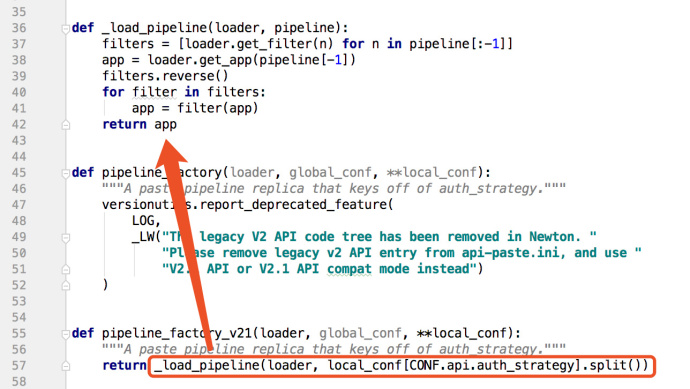 35
36 def _load_pipeline(loader, pipeline):
37 filters = [loader.get_filter(n) for n in pipeline[:-1]]
38 app = loader.get_app(pipeline[-1])
39 filters.reverse()
40 for filter in filters:
41 app = filter(app)
42 return app
43
44
45 def pipeline_factory(loader, global_conf, **local_conf):
46 """A paste pipeline replica that keys off of auth_strategy."""
47 versionutils.report_deprecated_feature(
48 LOG,
49 _LW("The legacy V2 API code tree has been removed in Newton. "
50 "Please remove legacy v2 API entry from api-paste.ini, and use "
51 "V2.1 API or V2.1 API compat mode instead")
52 )
53
54
55 def pipeline_factory_v21(loader, global_conf, **local_conf):
56 """A paste pipeline replica that keys off of auth_strategy."""
57 return _load_pipeline(loader, local_conf[CONF.api.auth_strategy].split())